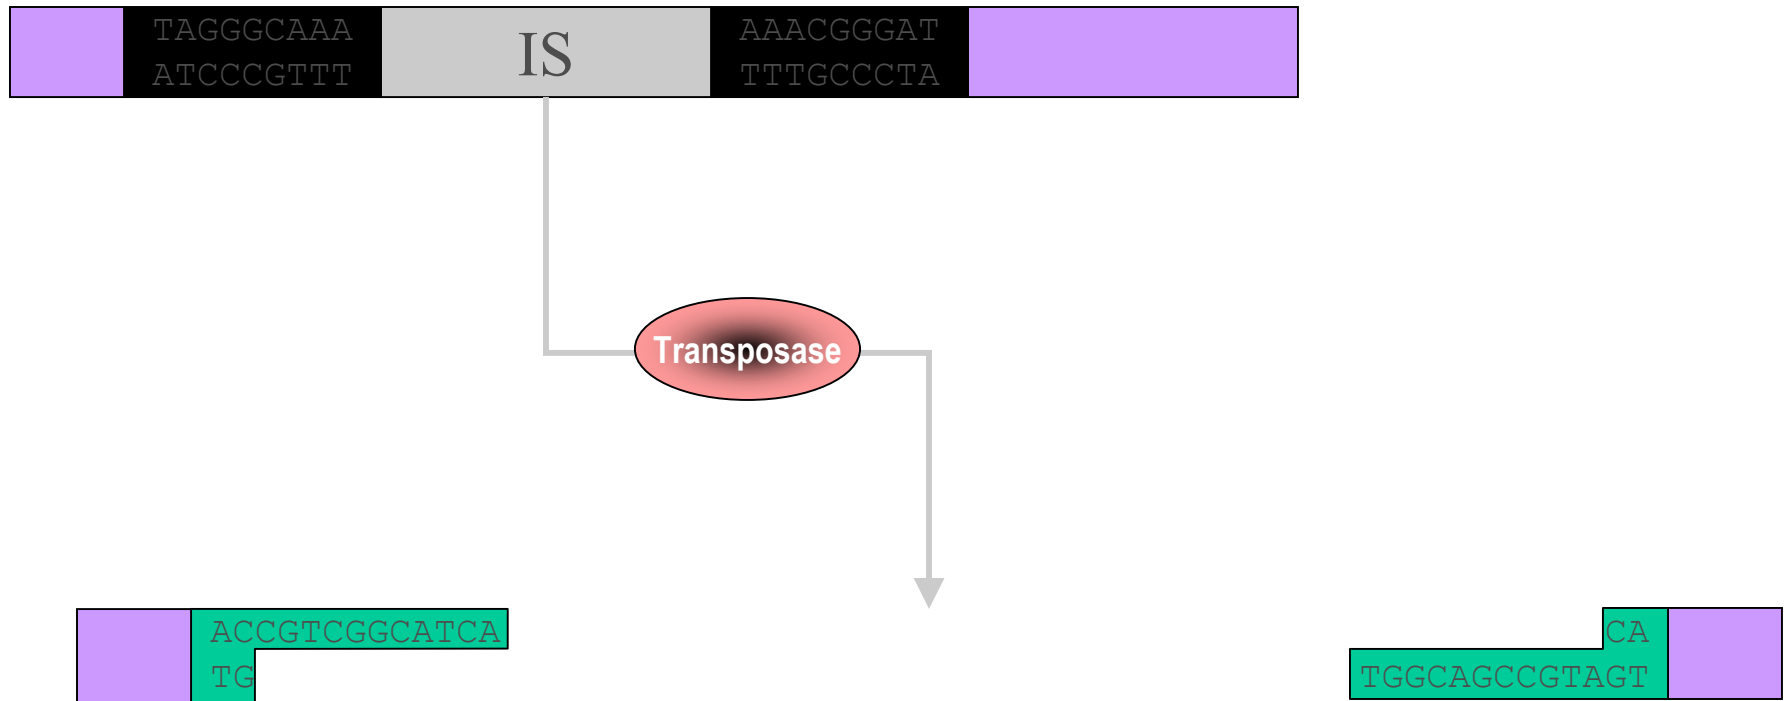 TAGGGCAAA
ATCCCGTTT
IS
AAACGGGAT
TTTGCCCTA
Transposase
ACCGTCGGCATCA
TG
CA
TGGCAGCCGTAGT